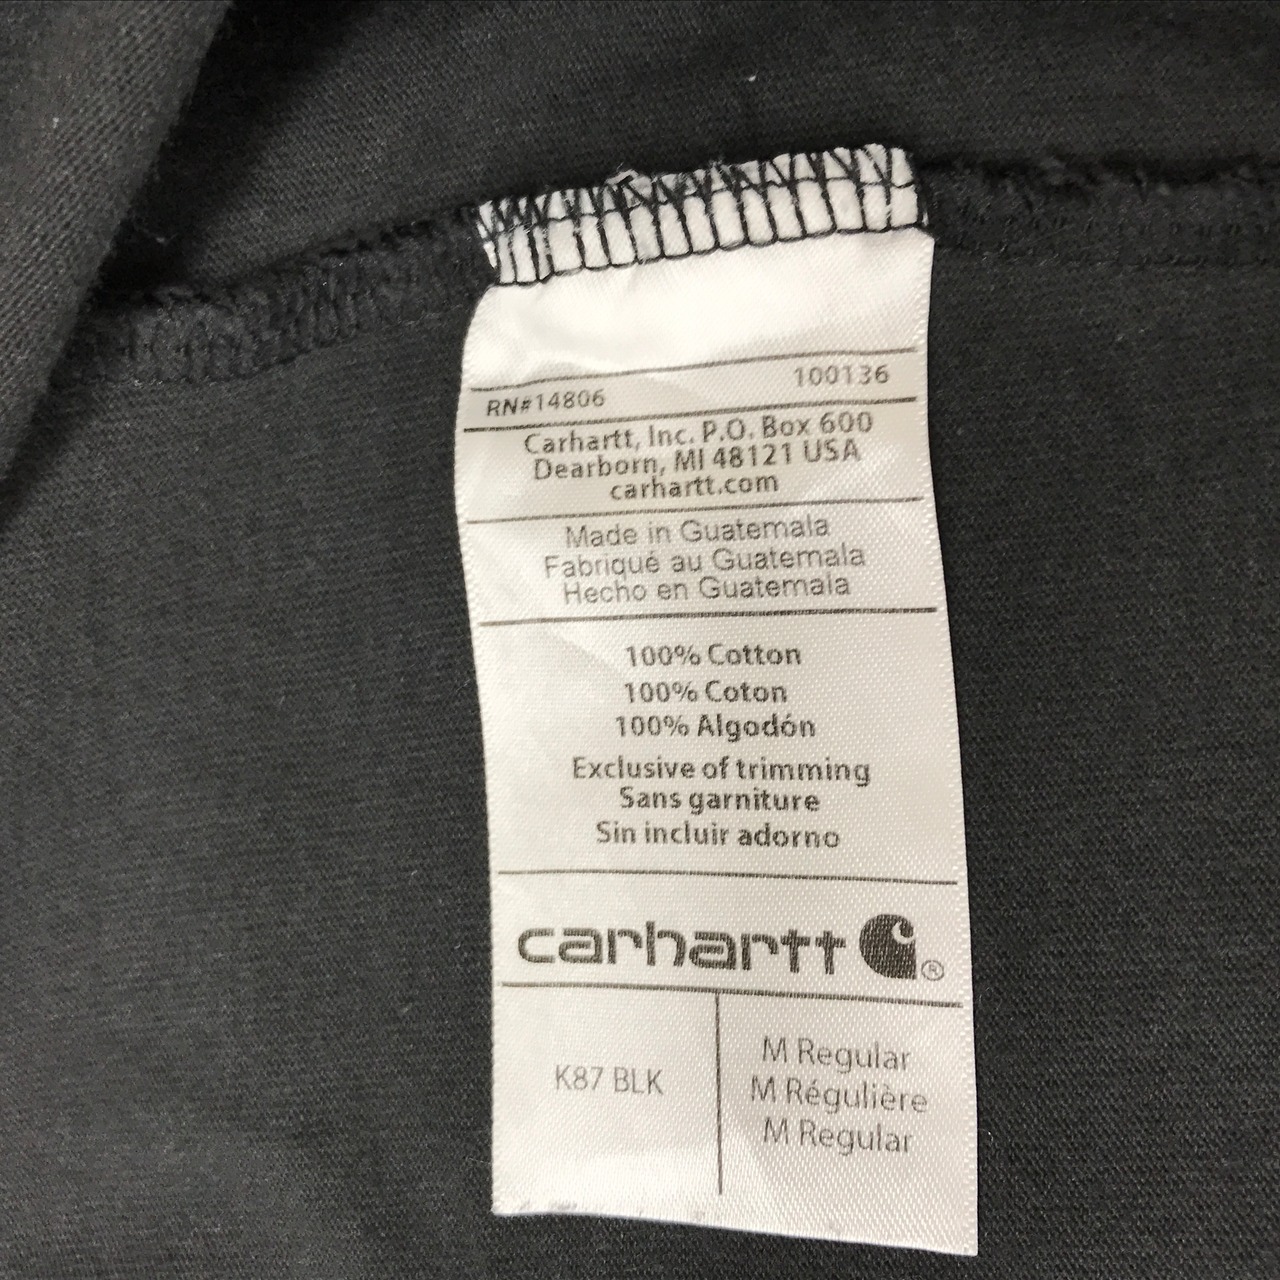 RN#14806 100136
Carhartt, Inc. P.O. Box 600
Dearborn, MI 48121 USA
carhartt.com
Made in Guatemala
Fabriqué au Guatemala
Hecho en Guatemala
100% Cotton
100% Coton
100% Algodón
Exclusive of trimming
Sans garniture
Sin incluir adorno
carhartt ®
K87 BLK
M Regular
M Régulière
M Regular